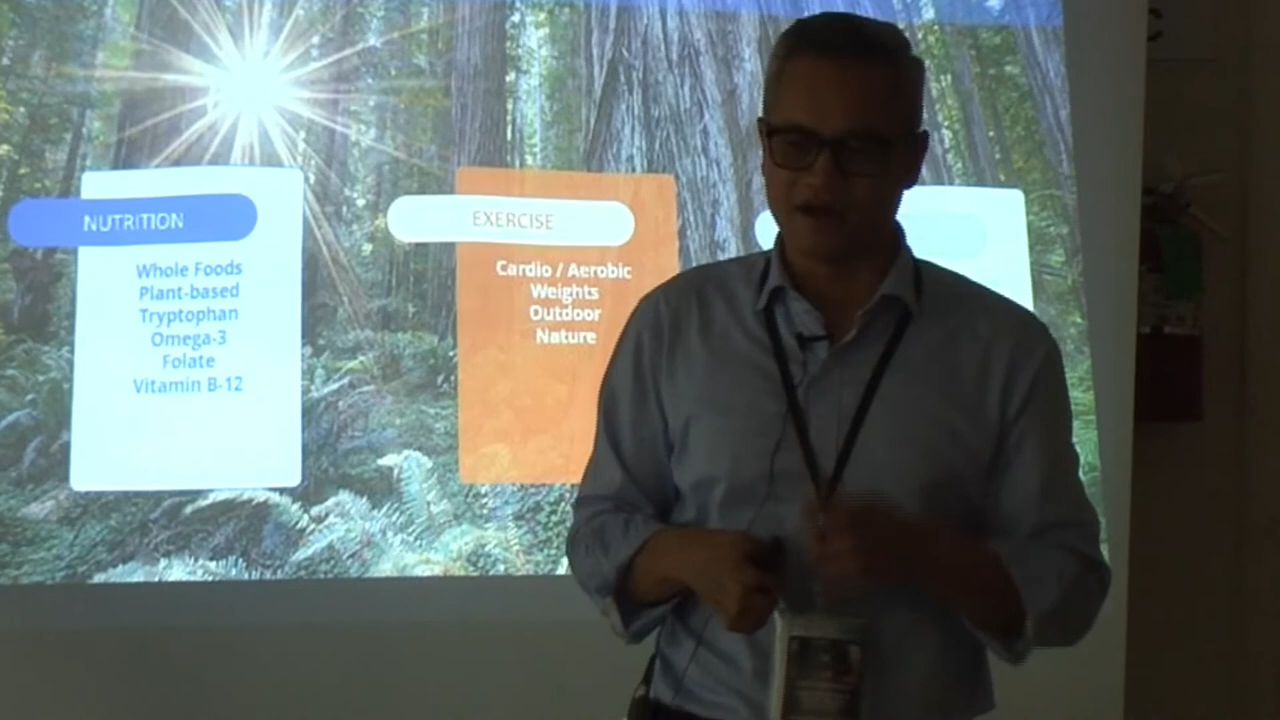 NUTRITION
Whole Foods
Plant-based
Tryptophan
Omega-3
Folate
Vitamin B-12
EXERCISE
Cardio / Aerobic
Weights
Outdoor
Nature